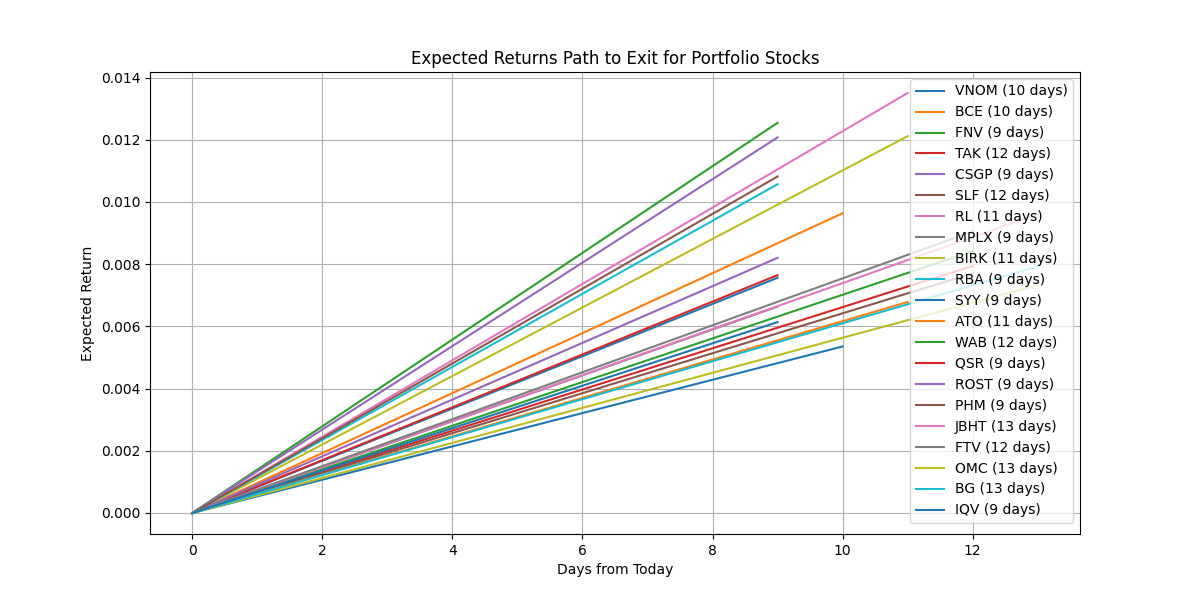 Expected Returns Path to Exit for Portfolio Stocks
Expected Return
0.014
0.012
0.010
0.008
0.006
0.004
0.002
0.000
0 2 4 6 8 10 12
Days from Today
VNOM (10 days)
BCE (10 days)
FNV (9 days)
TAK (12 days)
CSGP (9 days)
SLF (12 days)
RL (11 days)
MPLX (9 days)
BIRK (11 days)
RBA (9 days)
SYY (9 days)
ATO (11 days)
WAB (12 days)
QSR (9 days)
ROST (9 days)
PHM (9 days)
JBHT (13 days)
FTV (12 days)
OMC (13 days)
BG (13 days)
IQV (9 days)